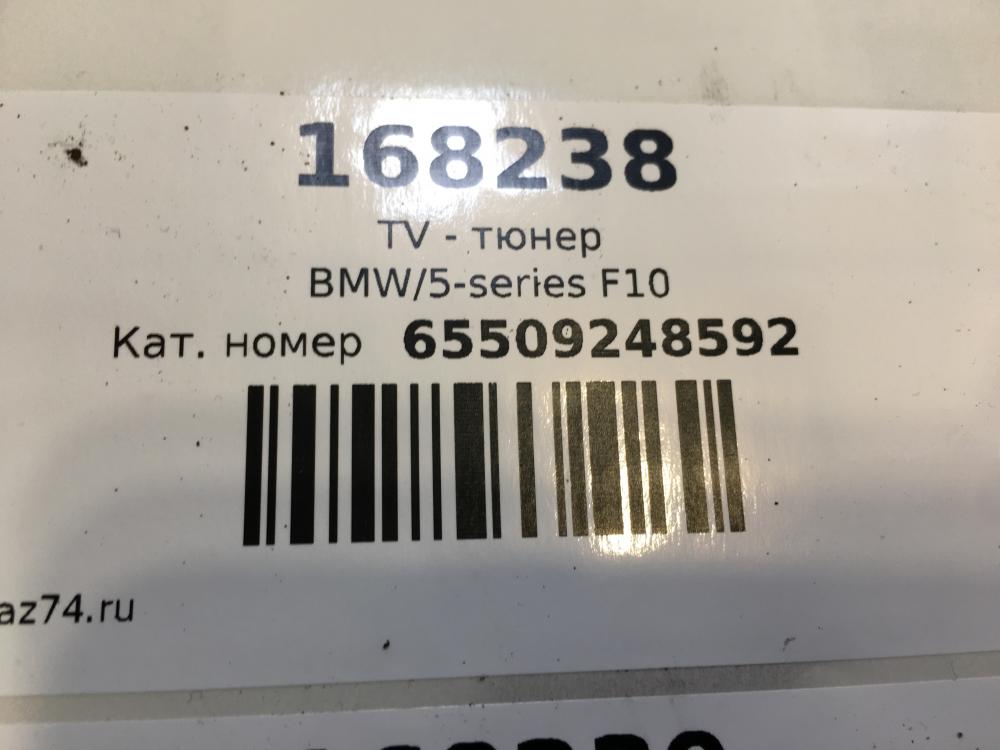 168238
TV - тюнер
BMW/5-series F10
Кат. номер 65509248592
az74.ru